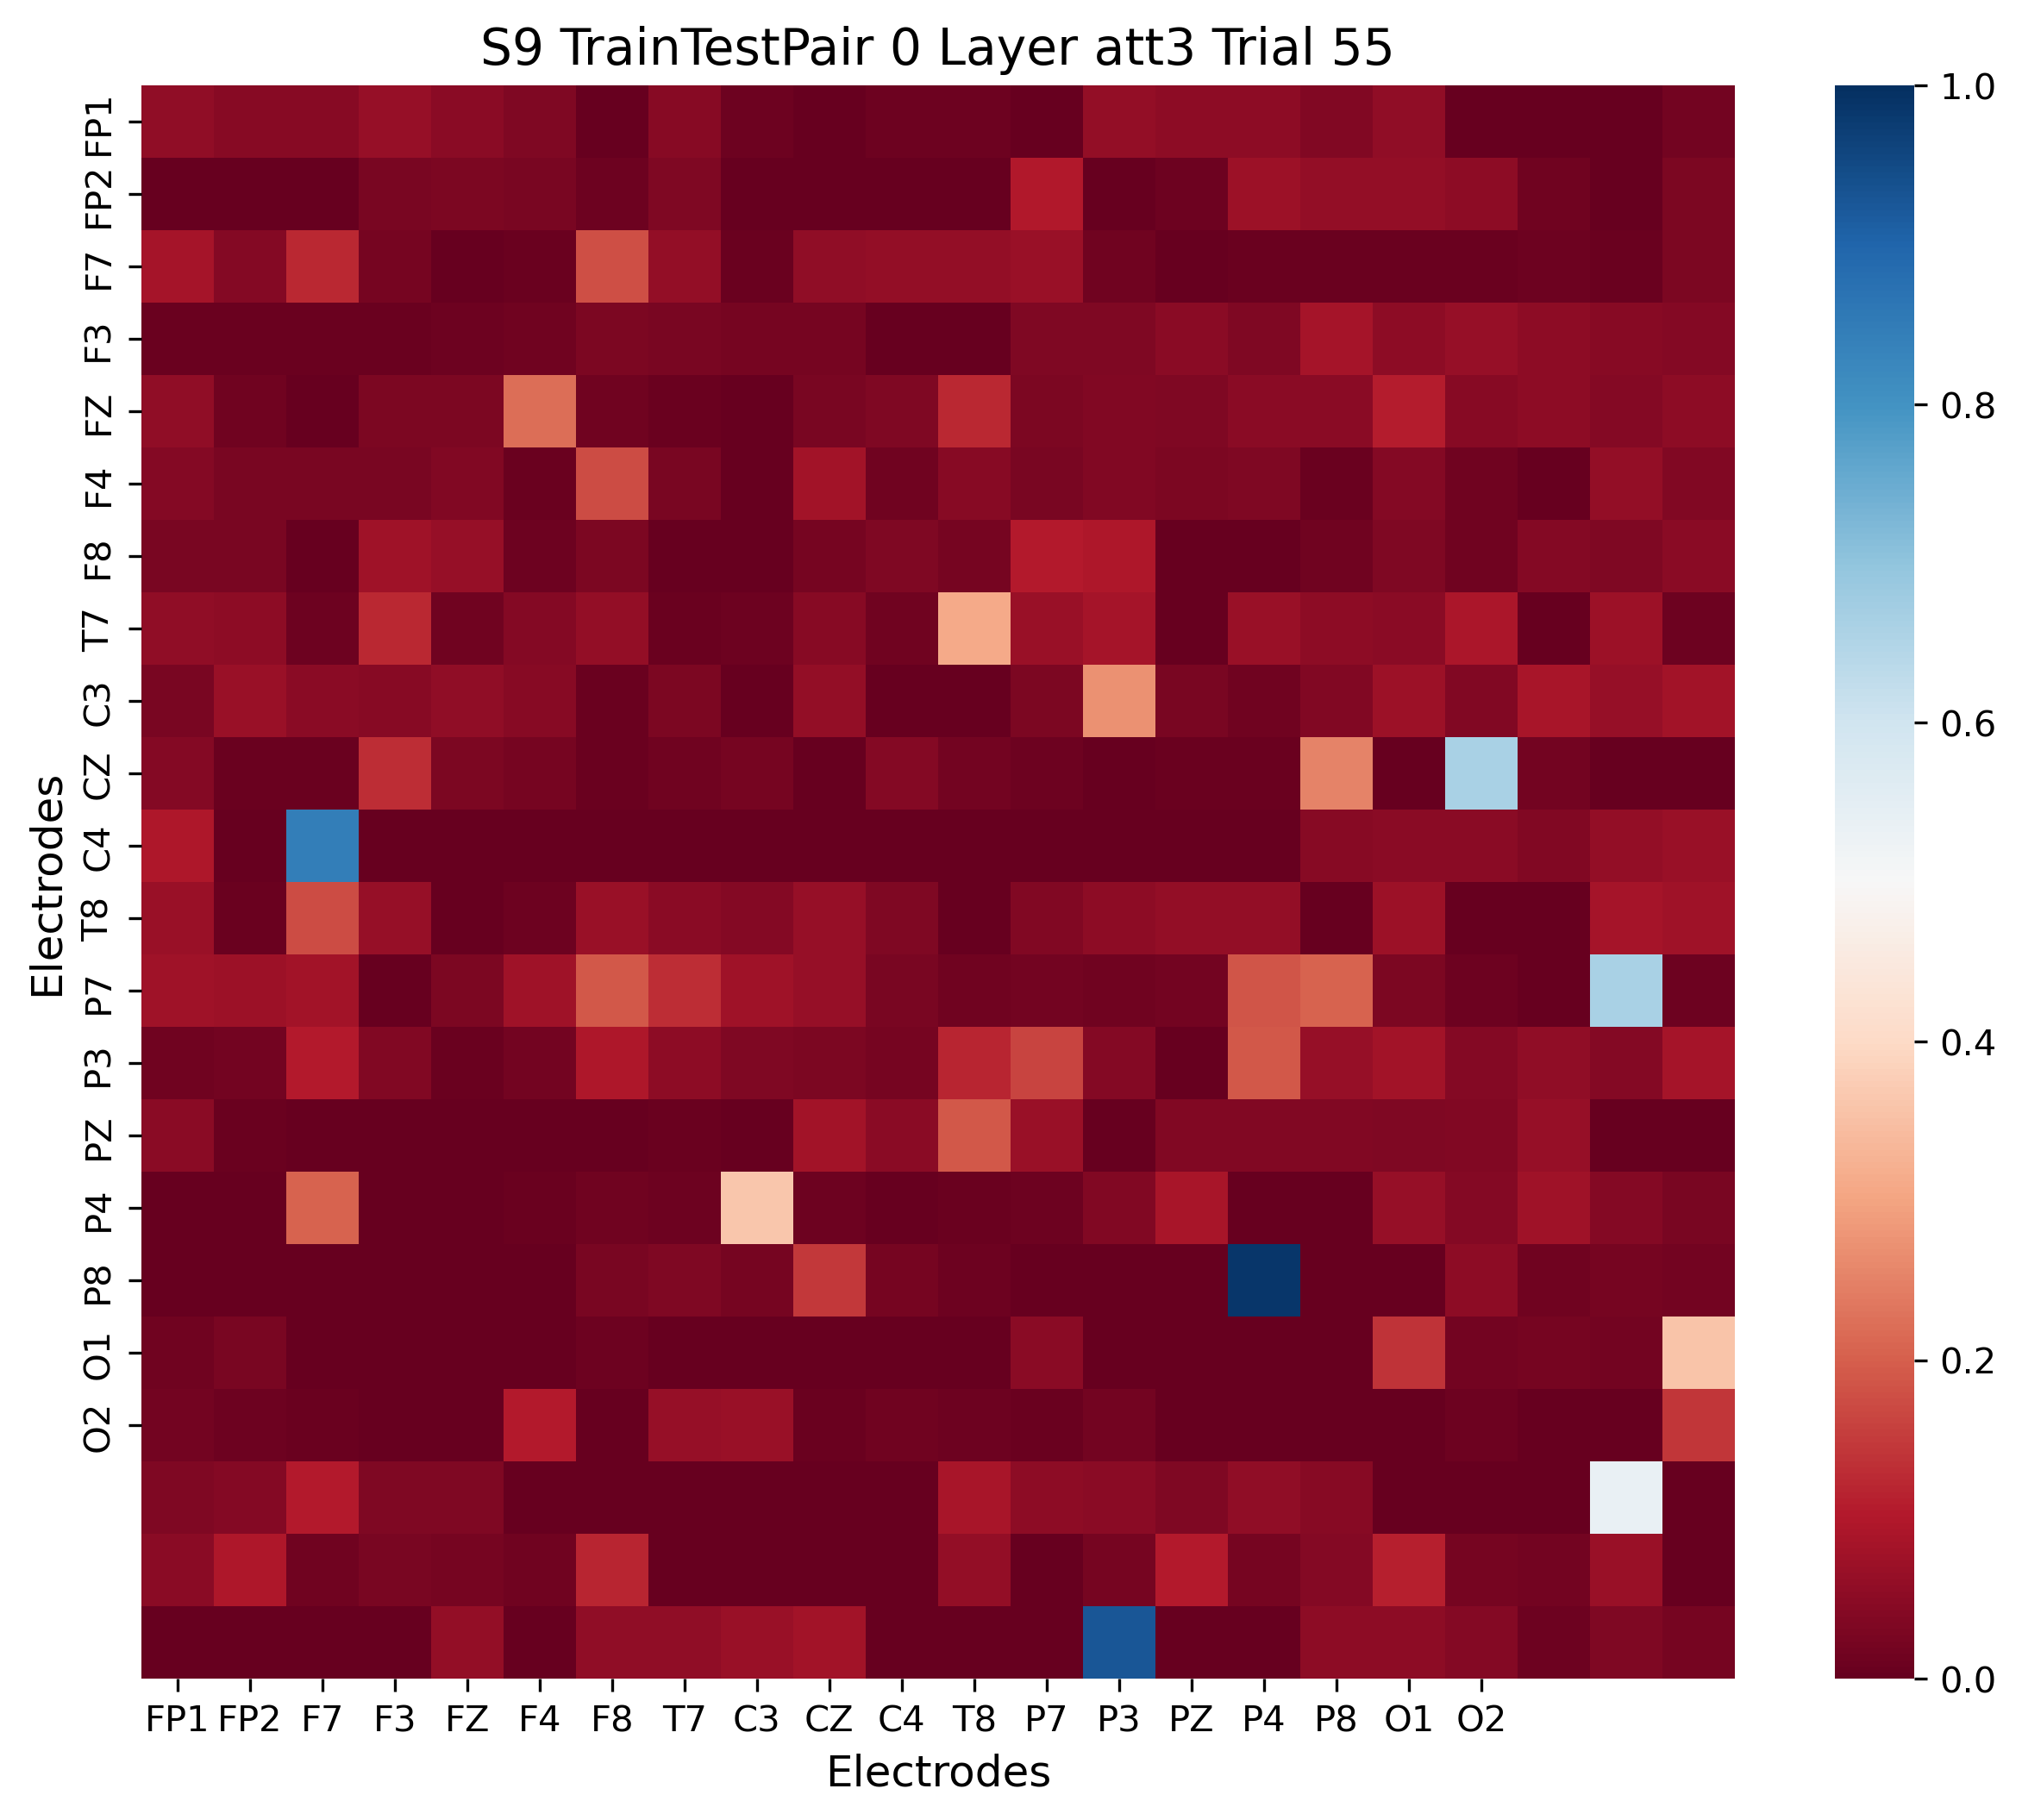 S9 TrainTestPair 0 Layer att3 Trial 55
Electrodes
FP1
FP2
F7
F3
FZ
F4
F8
T7
C3
CZ
C4
T8
P7
P3
PZ
P4
P8
O1
O2
FP1 FP2 F7 F3 FZ F4 F8 T7 C3 CZ C4 T8 P7 P3 PZ P4 P8 O1 O2
Electrodes
1.0
0.8
0.6
0.4
0.2
0.0